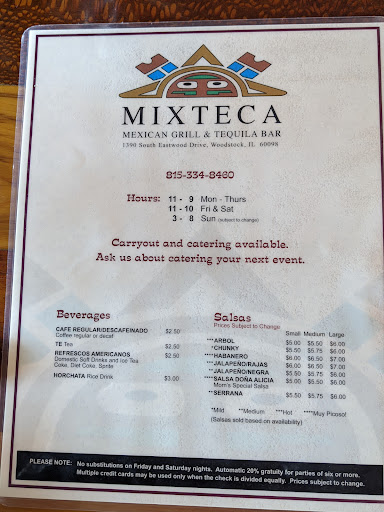 MIXTECA
MEXICAN GRILL & TEQUILA BAR
1390 South Eastwood Drive, Woodstock, IL 60098
815-334-8460
Hours: 11 - 9 Mon - Thurs
11 - 10 Fri & Sat
3 - 8 Sun (subject to change)
Carryout and catering available.
Ask us about catering your next event.
Beverages
CAFE REGULAR/DESCAFEINADO $2.50
Coffee regular or decaf
TE Tea $2.50
REFRESCOS AMERICANOS $2.50
Domestic Soft Drinks and Ice Tea
Coke, Diet Coke, Sprite
HORCHATA Rice Drink $3.00
Salsas
Prices Subject to Change
Small Medium Large
***ARBOL $5.00 $5.50 $6.00
*CHUNKY $5.50 $5.75 $6.00
****HABANERO $6.00 $6.50 $7.00
***JALAPEÑO/RAJAS $6.00 $6.50 $7.00
**JALAPEÑO/NEGRA $5.50 $5.75 $6.00
****SALSA DOÑA ALICIA $5.00 $5.50 $6.00
Mom's Special Salsa
**SERRANA $5.50 $5.75 $6.00
*Mild **Medium ***Hot ****Muy Picoso!
(Salsas sold based on availability)
PLEASE NOTE: No substitutions on Friday and Saturday nights. Automatic 20% gratuity for parties of six or more.
Multiple credit cards may be used only when the check is divided equally. Prices subject to change.